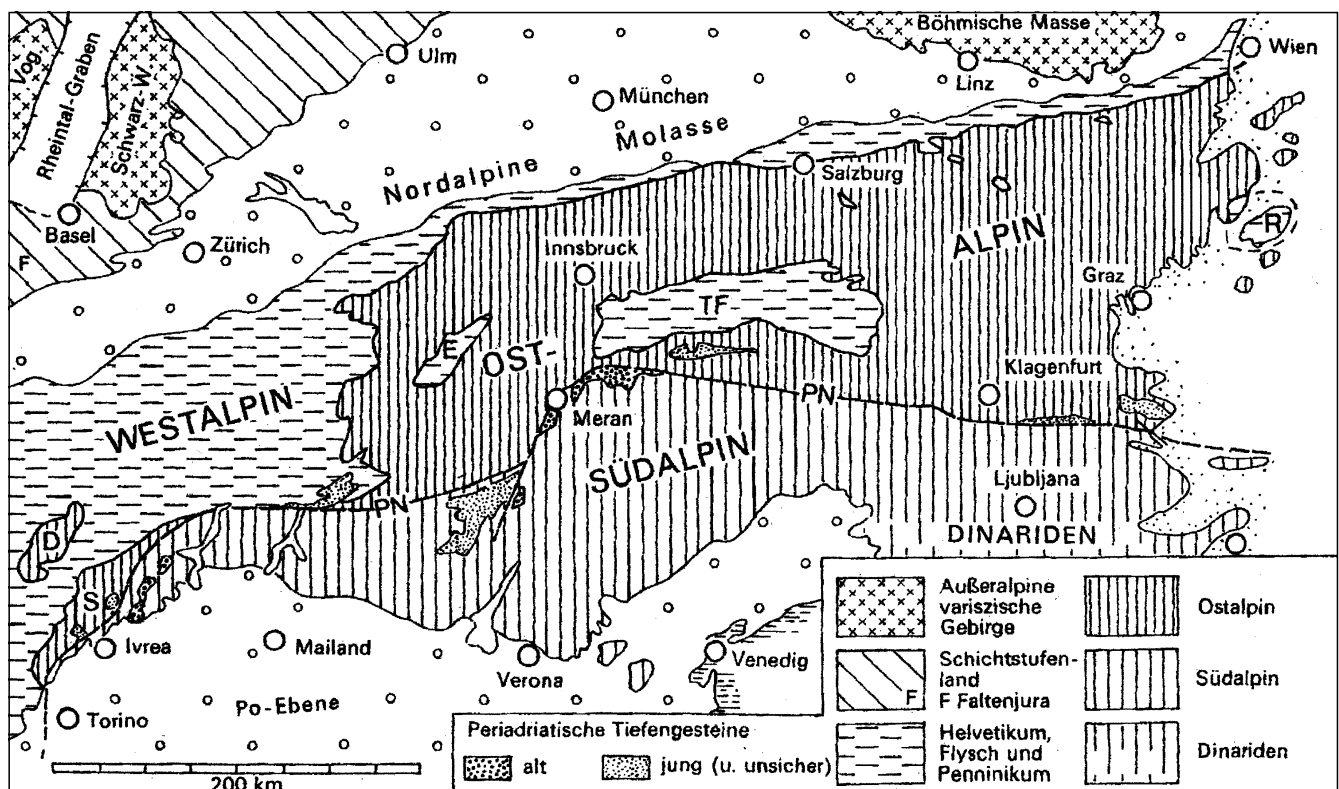 Vog.
Rheintal-Graben
Schwarz-W.
Ulm
Böhmische Masse
Linz
Wien
München
Nordalpine Molasse
Salzburg
Basel
F
Zürich
Innsbruck
ALPIN
R
Graz
TF
E
OST-
WESTALPIN
Meran
PN
Klagenfurt
SÜDALPIN
PN
Ljubljana
DINARIDEN
D
S
Ivrea
Mailand
Verona
Venedig
Torino
Po-Ebene
200 km
Periadriatische Tiefengesteine
alt
jung (u. unsicher)
Außeralpine
variszische
Gebirge
Schichtstufen-
land
F Faltenjura
F
Helvetikum,
Flysch und
Penninikum
Ostalpin
Südalpin
Dinariden